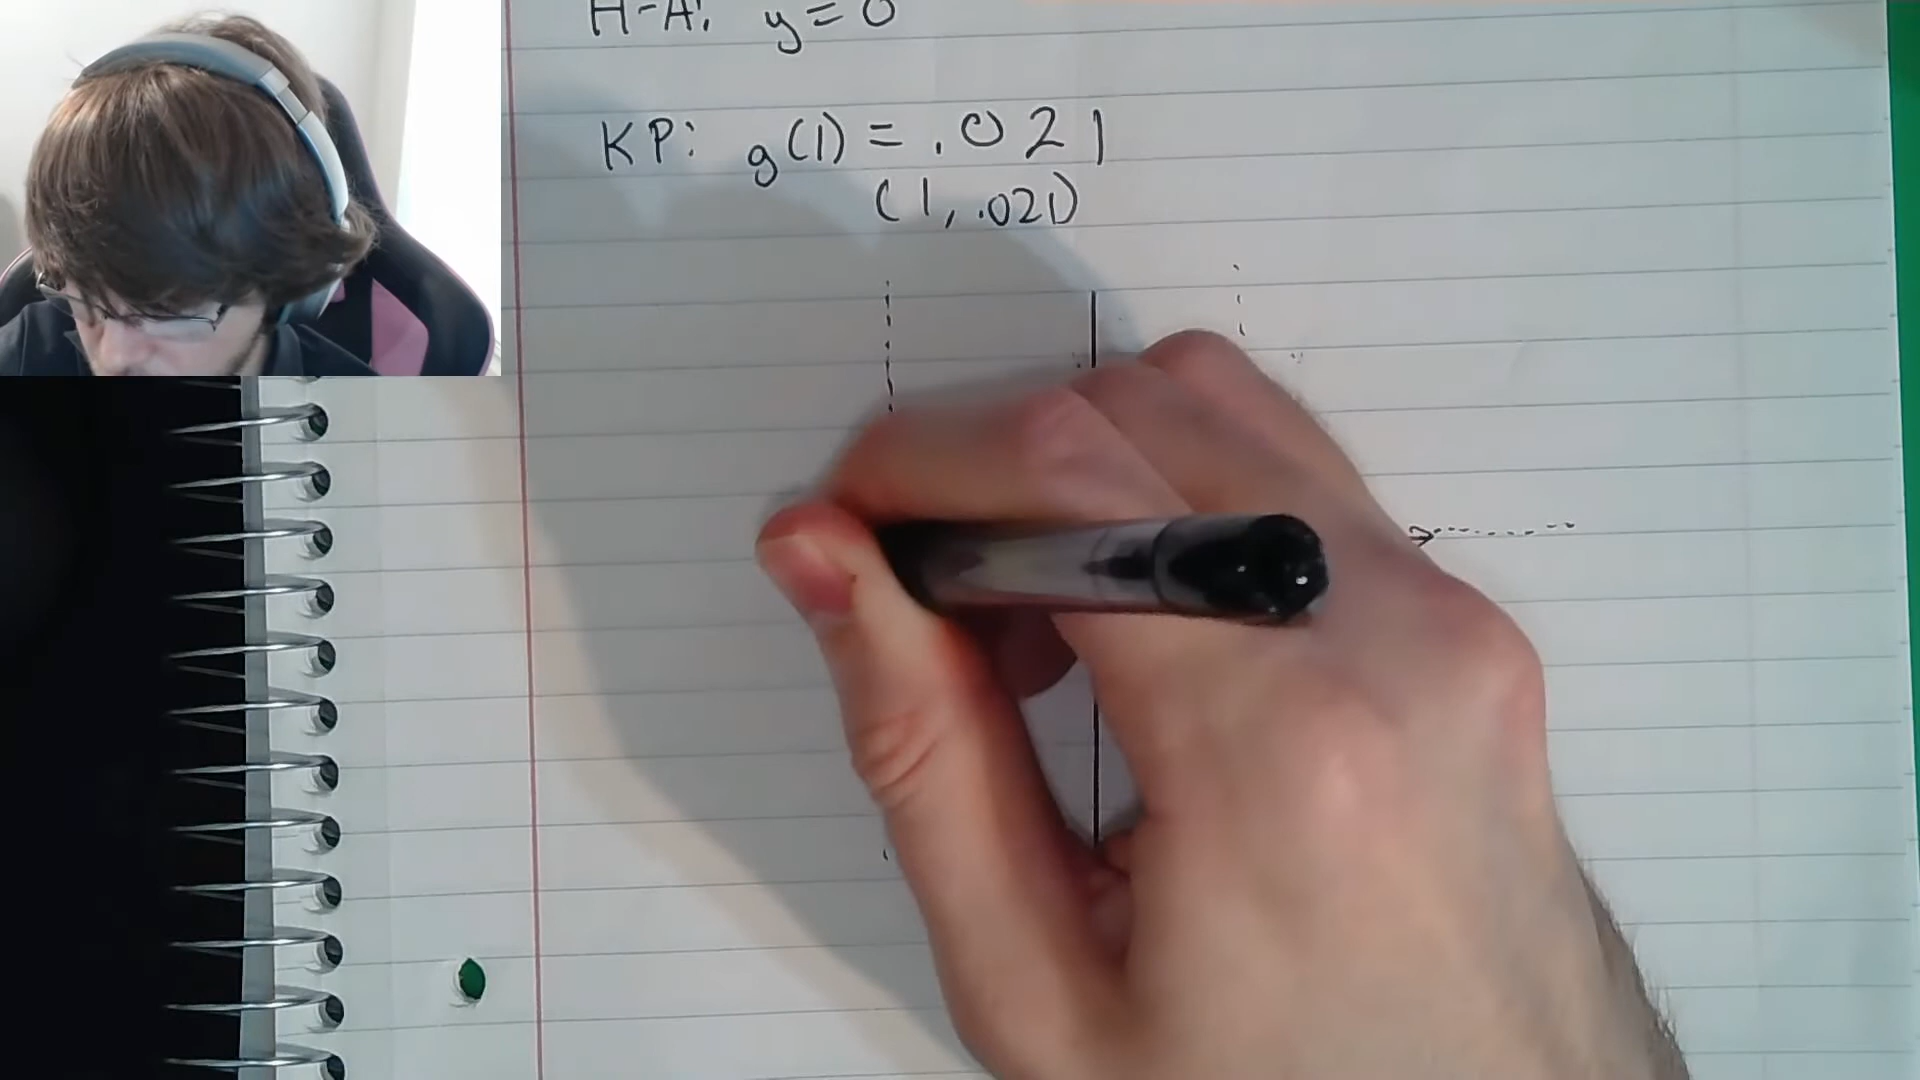 H-A: y = 0
KP: g(1) = .021
(1, .021)